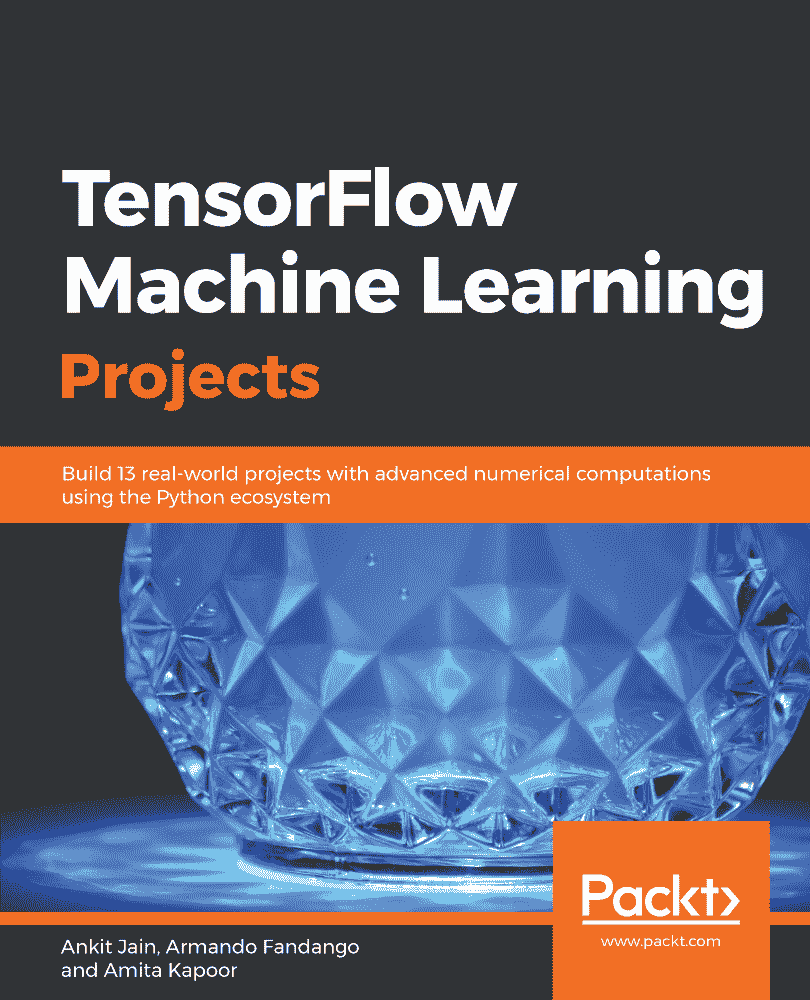 TensorFlow
Machine Learning
Projects
Build 13 real-world projects with advanced numerical computations
using the Python ecosystem
Packt>
www.packt.com
Ankit Jain, Armando Fandango
and Amita Kapoor